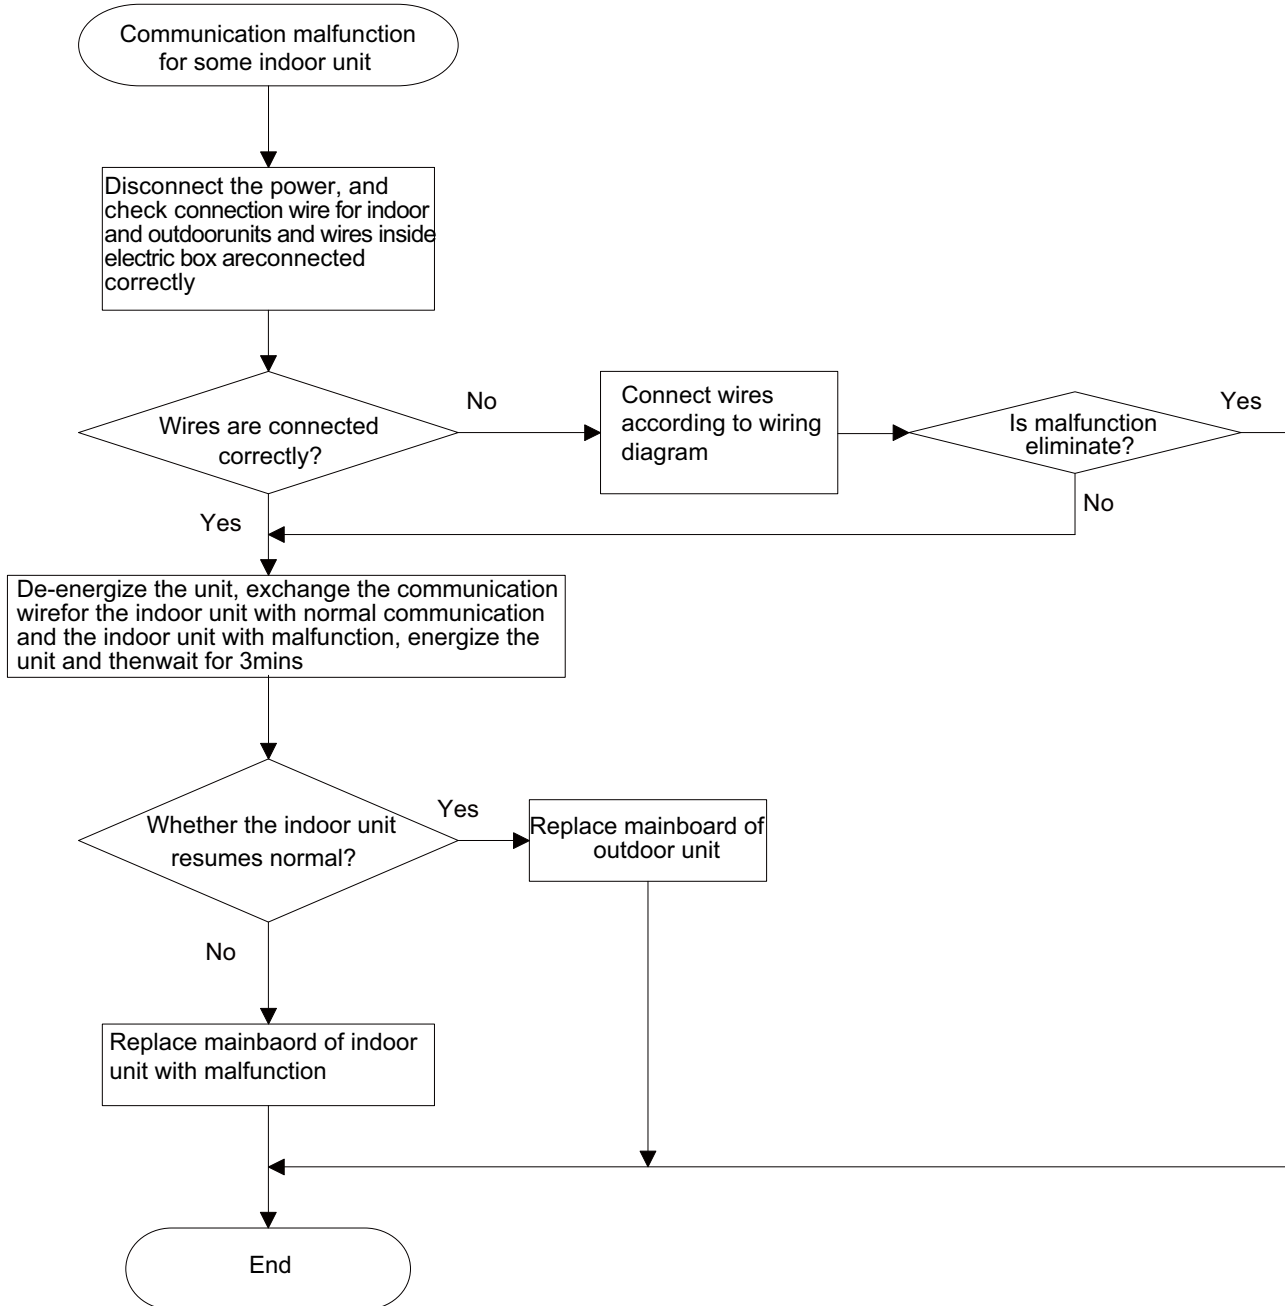 Communication malfunction
for some indoor unit
Disconnect the power, and
check connection wire for indoor
and outdoorunits and wires inside
electric box areconnected
correctly
Wires are connected
correctly?
No
Connect wires
according to wiring
diagram
Is malfunction
eliminate?
Yes
No
Yes
De-energize the unit, exchange the communication
wirefor the indoor unit with normal communication
and the indoor unit with malfunction, energize the
unit and thenwait for 3mins
Whether the indoor unit
resumes normal?
Yes
Replace mainboard of
outdoor unit
No
Replace mainbaord of indoor
unit with malfunction
End